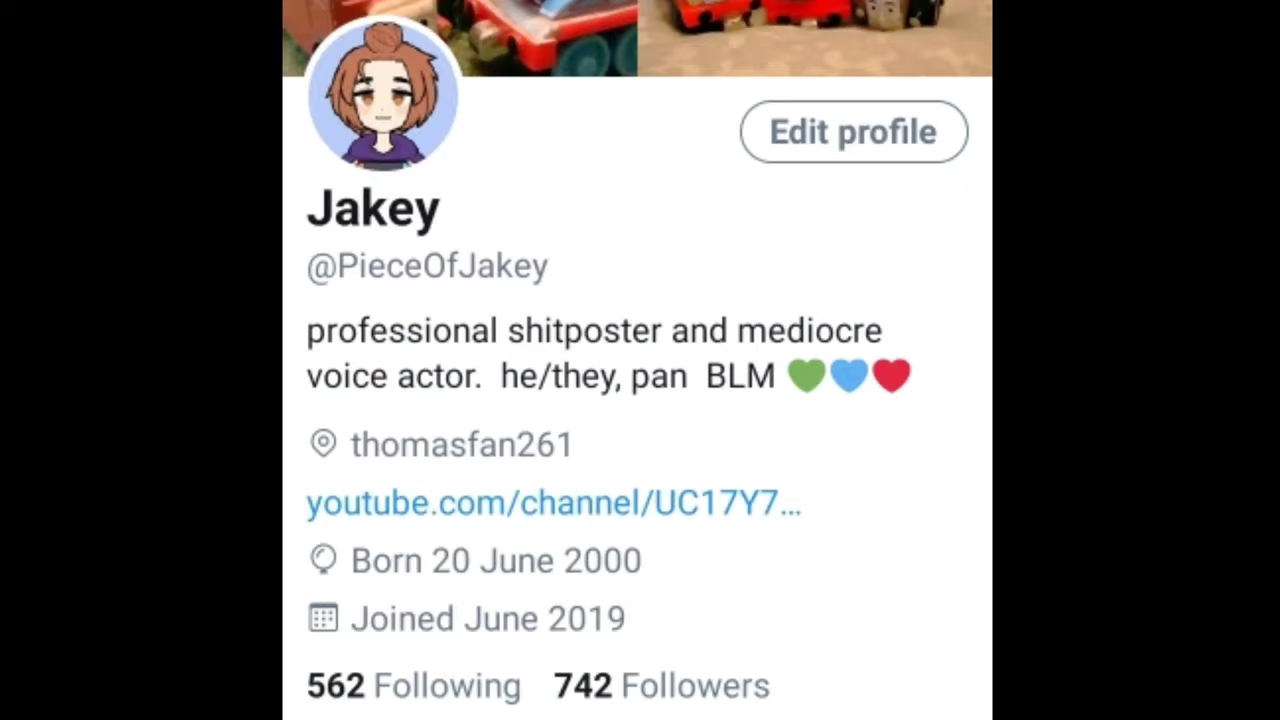 Edit profile
Jakey
@PieceOfJakey
professional shitposter and mediocre
voice actor.  he/they, pan  BLM 💚💙❤️
thomasfan261
youtube.com/channel/UC17Y7...
Born 20 June 2000
Joined June 2019
562 Following 742 Followers